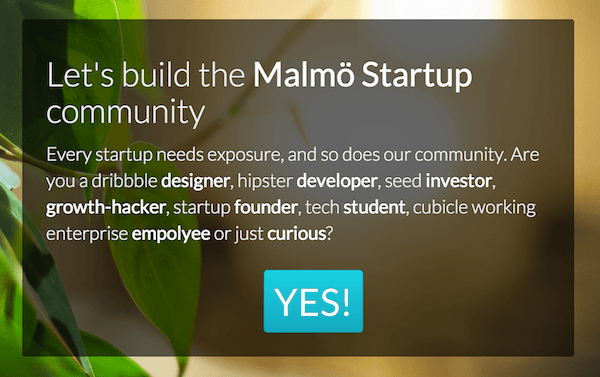 Let's build the Malmö Startup
community
Every startup needs exposure, and so does our community. Are
you a dribbble designer, hipster developer, seed investor,
growth-hacker, startup founder, tech student, cubicle working
enterprise empolyee or just curious?
YES!